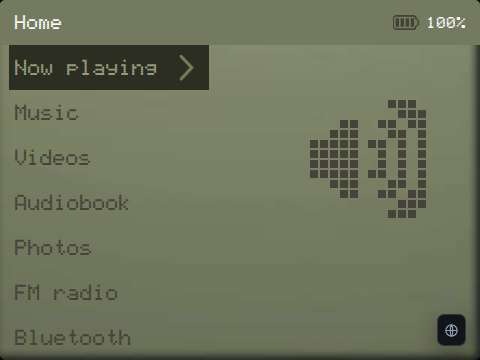 Home
100%
Now playing
Music
Videos
Audiobook
Photos
FM radio
Bluetooth